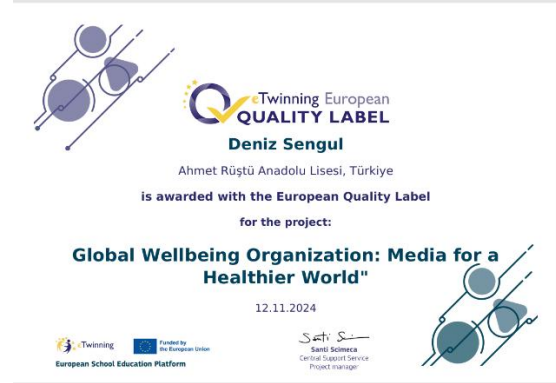 eTwinning European
QUALITY LABEL
Deniz Sengul
Ahmet Rüştü Anadolu Lisesi, Türkiye
is awarded with the European Quality Label
for the project:
Global Wellbeing Organization: Media for a
Healthier World"
12.11.2024
eTwinning
Funded by
the European Union
European School Education Platform
Santi Scimeca
Central Support Service
Project manager